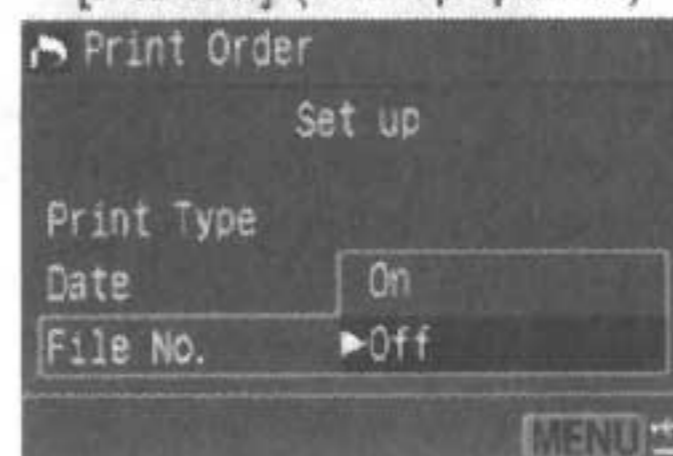 Print Order
Set up
Print Type
Date On
File No. ►Off
MENU